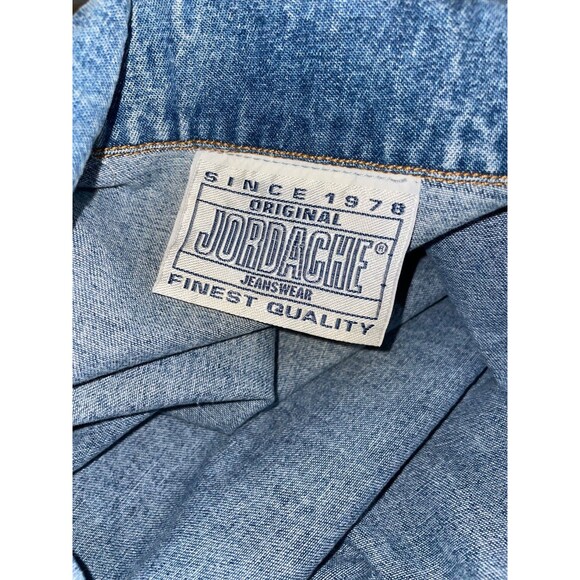 SINCE 1978
ORIGINAL
JORDACHE®
JEANSWEAR
FINEST QUALITY